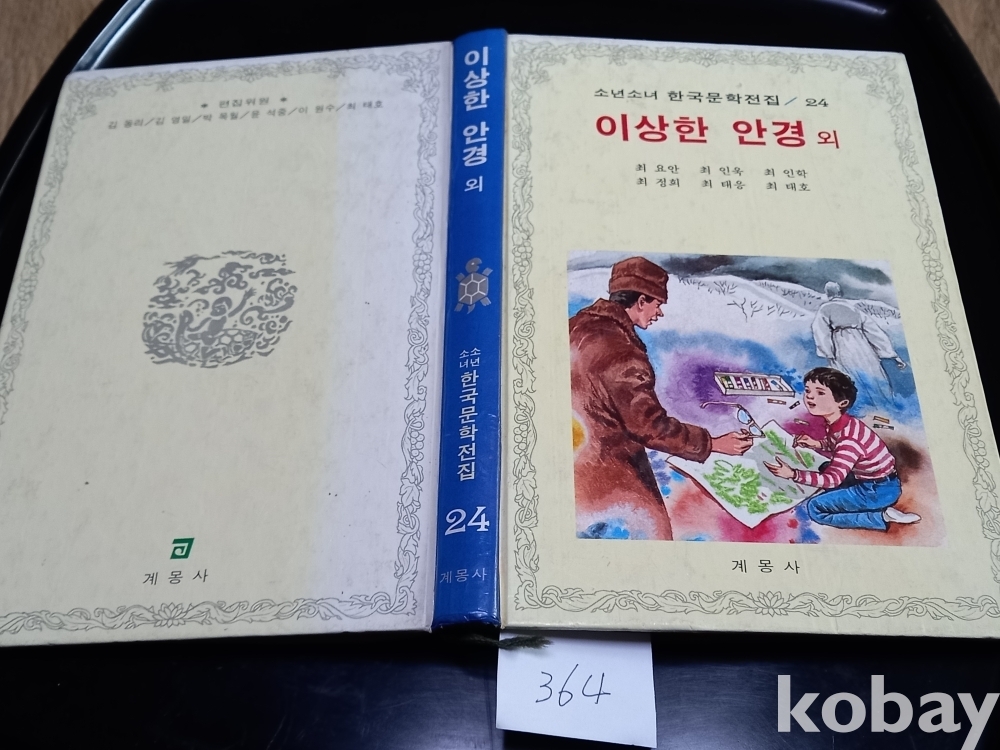 * 편집위원 *
김 동리/김 영일/박 목월/윤 석중/이 원수/최 태호
계몽사
이상한 안경 외
소년
소녀
한국문학전집
24
계몽사
소년소녀 한국문학전집/24
이상한 안경 외
최 요안 최 인욱 최 인학
최 정희 최 태응 최 태호
계몽사
364
kobay